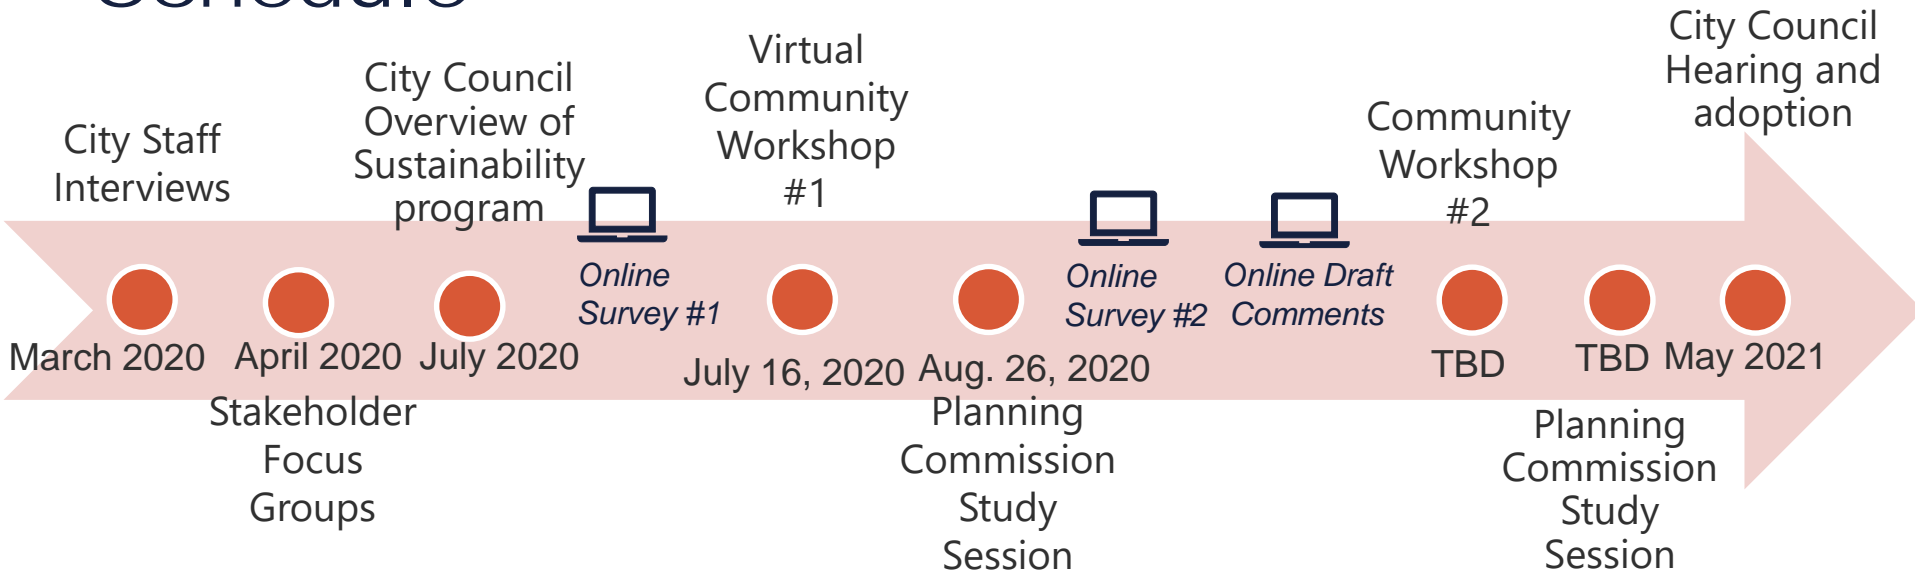 Schedule
City Staff
Interviews
March 2020
April 2020
Stakeholder
Focus
Groups
City Council
Overview of
Sustainability
program
July 2020
Online
Survey #1
Virtual
Community
Workshop
#1
July 16, 2020
Aug. 26, 2020
Planning
Commission
Study
Session
Online
Survey #2
Online Draft
Comments
Community
Workshop
#2
TBD
TBD
Planning
Commission
Study
Session
City Council
Hearing and
adoption
May 2021